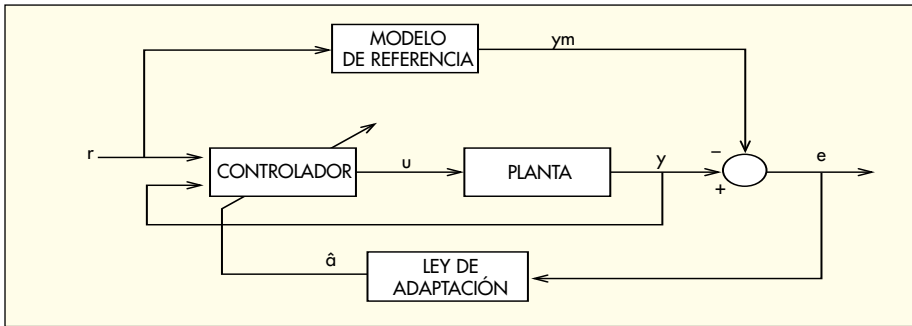 MODELO
DE REFERENCIA
ym
r
CONTROLADOR
u
PLANTA
y
−
+
e
â
LEY DE
ADAPTACIÓN